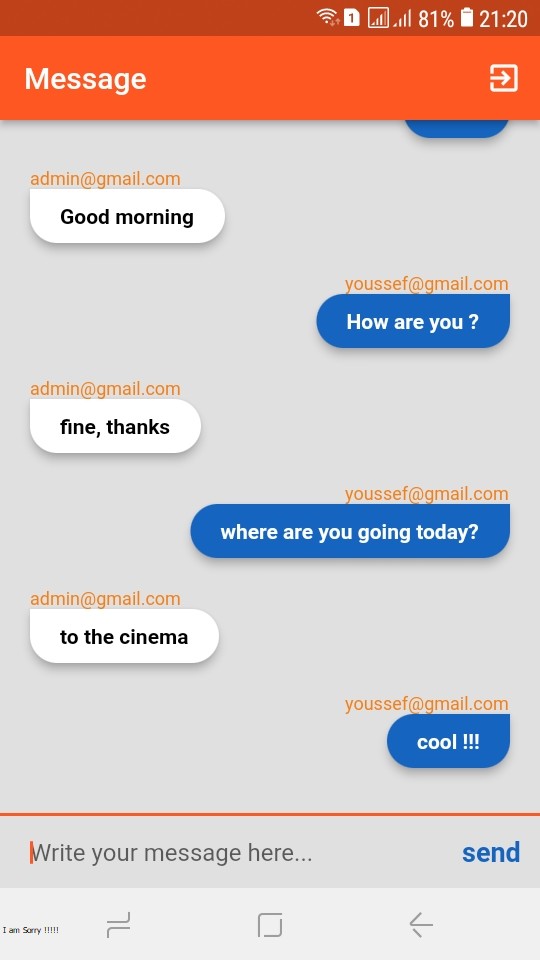 81% 21:20
Message
admin@gmail.com
Good morning
youssef@gmail.com
How are you ?
admin@gmail.com
fine, thanks
youssef@gmail.com
where are you going today?
admin@gmail.com
to the cinema
youssef@gmail.com
cool !!!
Write your message here...
send
I am Sorry !!!!!